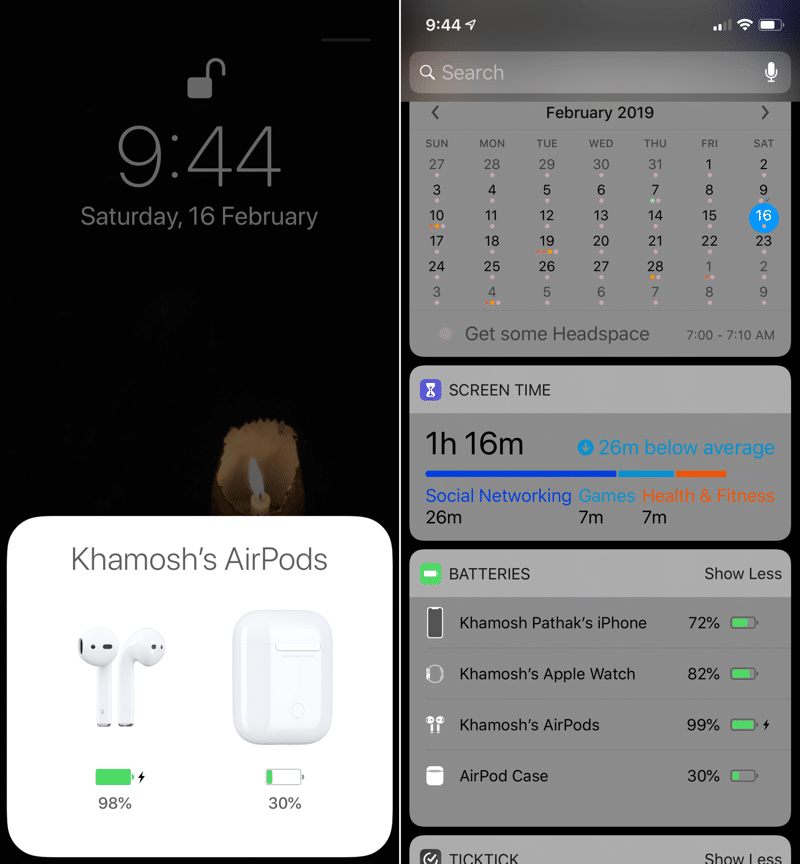 9:44
Saturday, 16 February
Khamosh’s AirPods
98%
30%
9:44
Search
February 2019
SUN MON TUE WED THU FRI SAT
27 28 29 30 31 1 2
3 4 5 6 7 8 9
10 11 12 13 14 15 16
17 18 19 20 21 22 23
24 25 26 27 28 1 2
3 4 5 6 7 8 9
Get some Headspace 7:00 - 7:10 AM
SCREEN TIME
1h 16m 26m below average
Social Networking Games Health & Fitness
26m 7m 7m
BATTERIES Show Less
Khamosh Pathak’s iPhone 72%
Khamosh’s Apple Watch 82%
Khamosh’s AirPods 99%
AirPod Case 30%
TICKTICK Show Less